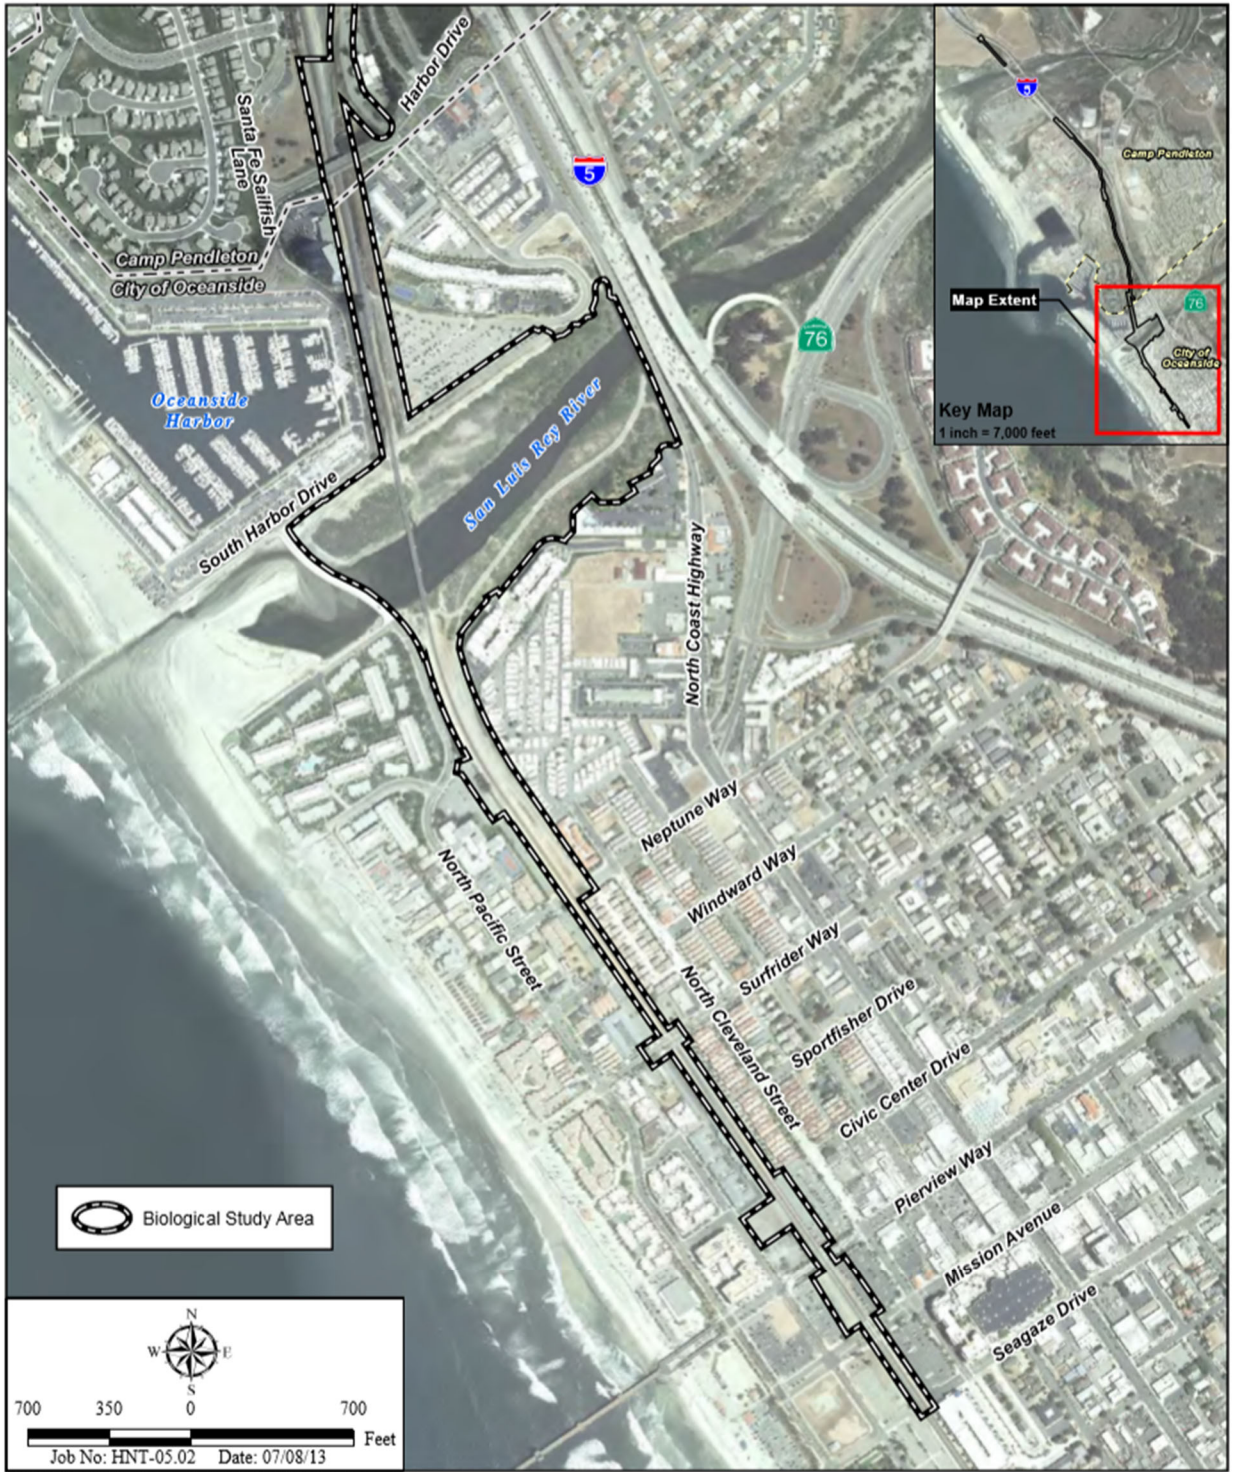 Harbor Drive
Santa Fe Sailfish
Lane
5
5
Camp Pendleton
Camp Pendleton
City of Oceanside
76
Map Extent
76
City of
Oceanside
Key Map
1 inch = 7,000 feet
Oceanside
Harbor
San Luis Rey River
South Harbor Drive
North Coast Highway
Neptune Way
Windward Way
North Pacific Street
Surfrider Way
North Cleveland Street
Sportfisher Drive
Civic Center Drive
Pierview Way
Mission Avenue
Seagaze Drive
Biological Study Area
N
W E
S
700 350 0 700
Feet
Job No: HNT-05.02 Date: 07/08/13